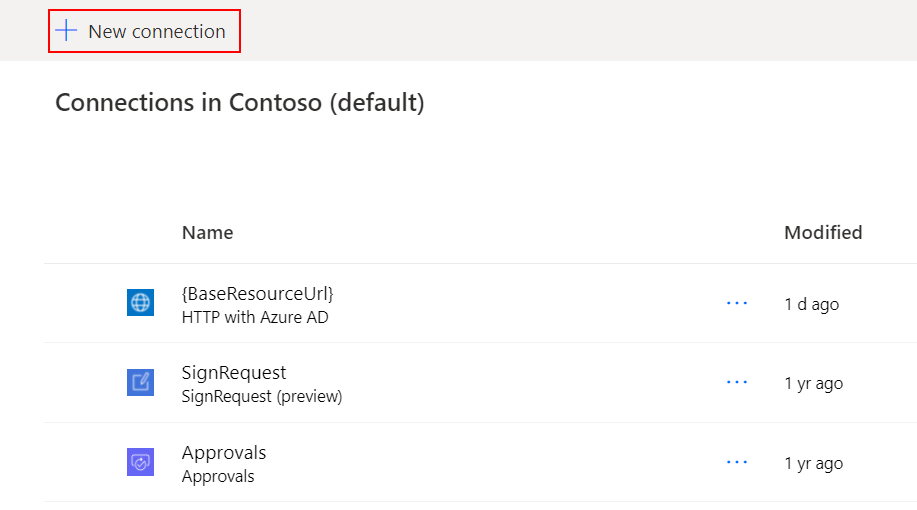 New connection
Connections in Contoso (default)
Name Modified
{BaseResourceUrl}
HTTP with Azure AD
··· 1 d ago
SignRequest
SignRequest (preview)
··· 1 yr ago
Approvals
Approvals
··· 1 yr ago